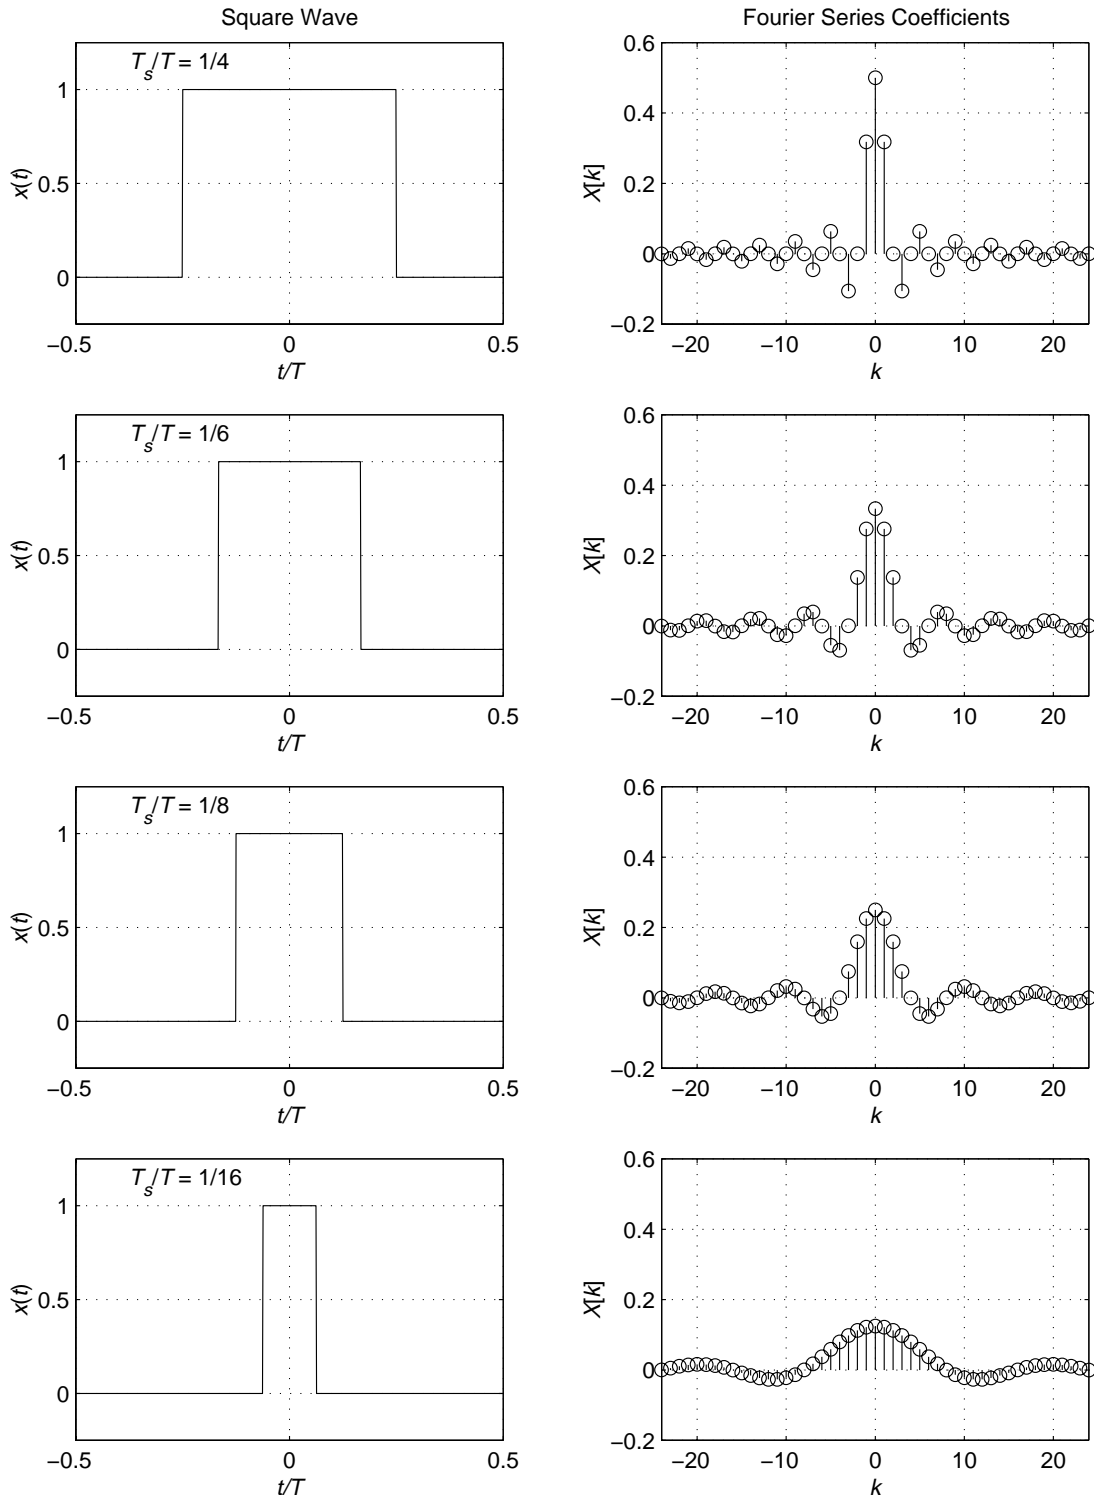 Square Wave
Fourier Series Coefficients
T_s/T = 1/4
1
0.5
0
x(t)
−0.5
0
0.5
t/T
0.6
0.4
0.2
0
−0.2
X[k]
−20
−10
0
10
20
k
T_s/T = 1/6
1
0.5
0
x(t)
−0.5
0
0.5
t/T
0.6
0.4
0.2
0
−0.2
X[k]
−20
−10
0
10
20
k
T_s/T = 1/8
1
0.5
0
x(t)
−0.5
0
0.5
t/T
0.6
0.4
0.2
0
−0.2
X[k]
−20
−10
0
10
20
k
T_s/T = 1/16
1
0.5
0
x(t)
−0.5
0
0.5
t/T
0.6
0.4
0.2
0
−0.2
X[k]
−20
−10
0
10
20
k